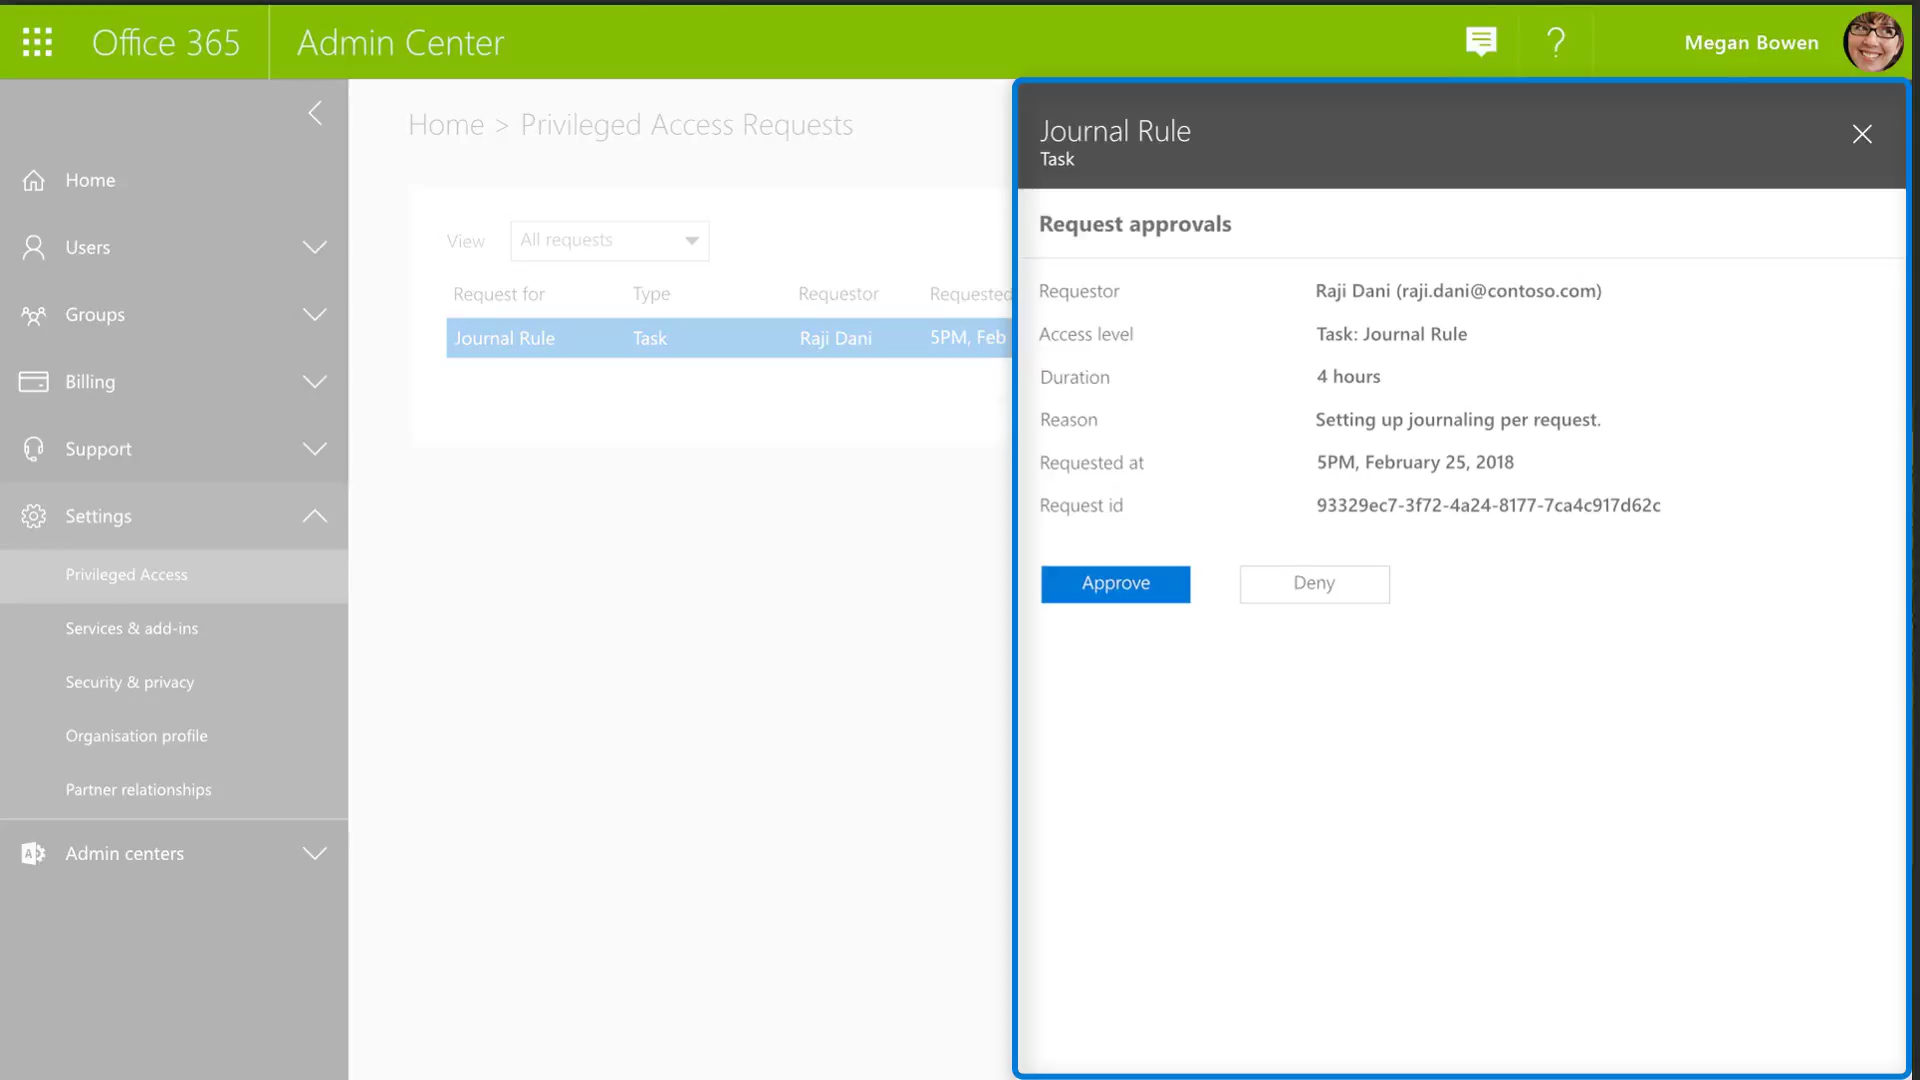 Office 365
Admin Center
?
Megan Bowen
Home
Users
Groups
Billing
Support
Settings
Privileged Access
Services & add-ins
Security & privacy
Organisation profile
Partner relationships
Admin centers
Home > Privileged Access Requests
View All requests
Request for Type Requestor Requested
Journal Rule Task Raji Dani 5PM, Feb
Journal Rule
Task
Request approvals
Requestor Raji Dani (raji.dani@contoso.com)
Access level Task: Journal Rule
Duration 4 hours
Reason Setting up journaling per request.
Requested at 5PM, February 25, 2018
Request id 93329ec7-3f72-4a24-8177-7ca4c917d62c
Approve Deny